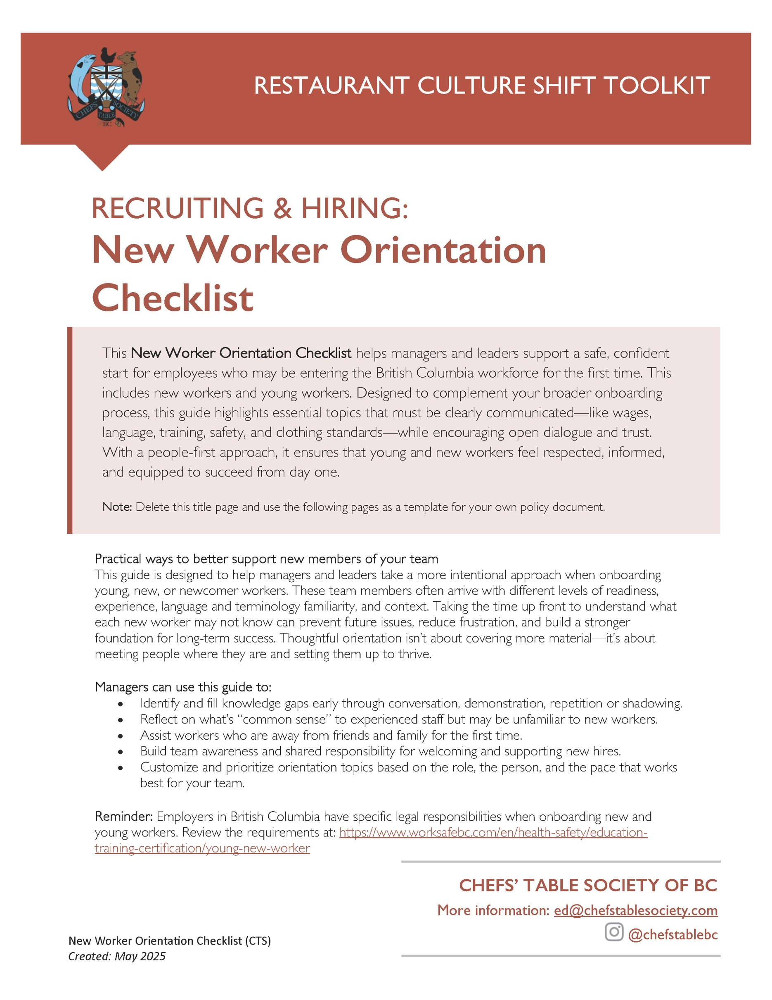 CHEFS' TABLE SOCIETY
BC
RESTAURANT CULTURE SHIFT TOOLKIT
RECRUITING & HIRING:
New Worker Orientation
Checklist
This New Worker Orientation Checklist helps managers and leaders support a safe, confident
start for employees who may be entering the British Columbia workforce for the first time. This
includes new workers and young workers. Designed to complement your broader onboarding
process, this guide highlights essential topics that must be clearly communicated—like wages,
language, training, safety, and clothing standards—while encouraging open dialogue and trust.
With a people-first approach, it ensures that young and new workers feel respected, informed,
and equipped to succeed from day one.
Note: Delete this title page and use the following pages as a template for your own policy document.
Practical ways to better support new members of your team
This guide is designed to help managers and leaders take a more intentional approach when onboarding
young, new, or newcomer workers. These team members often arrive with different levels of readiness,
experience, language and terminology familiarity, and context. Taking the time up front to understand what
each new worker may not know can prevent future issues, reduce frustration, and build a stronger
foundation for long-term success. Thoughtful orientation isn't about covering more material—it's about
meeting people where they are and setting them up to thrive.
Managers can use this guide to:
• Identify and fill knowledge gaps early through conversation, demonstration, repetition or shadowing.
• Reflect on what's “common sense” to experienced staff but may be unfamiliar to new workers.
• Assist workers who are away from friends and family for the first time.
• Build team awareness and shared responsibility for welcoming and supporting new hires.
• Customize and prioritize orientation topics based on the role, the person, and the pace that works
best for your team.
Reminder: Employers in British Columbia have specific legal responsibilities when onboarding new and
young workers. Review the requirements at: https://www.worksafebc.com/en/health-safety/education-
training-certification/young-new-worker
CHEFS' TABLE SOCIETY OF BC
More information: ed@chefstablesociety.com
@chefstablebc
New Worker Orientation Checklist (CTS)
Created: May 2025